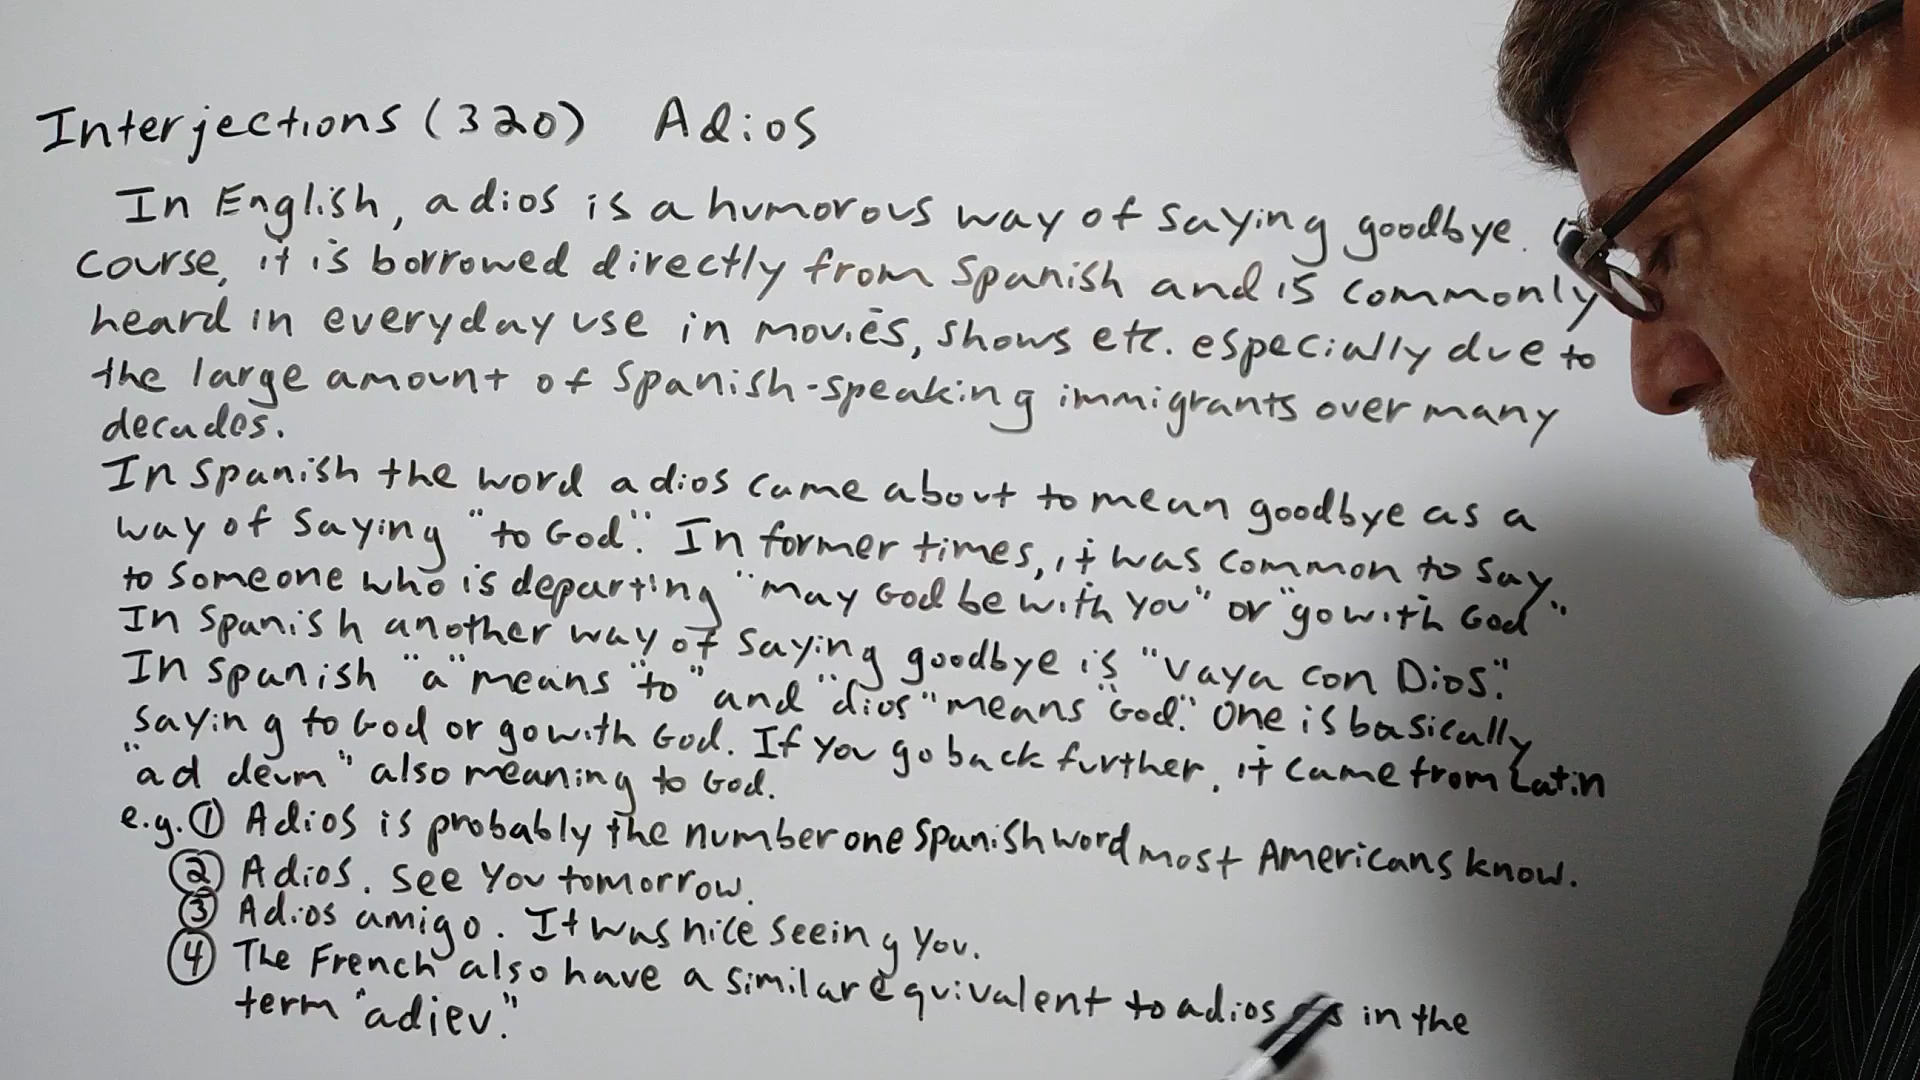 Interjections (320) Adios
In English, adios is a humorous way of saying goodbye.
course, it is borrowed directly from Spanish and is commonly
heard in everyday use in movies, shows etc. especially due to
the large amount of Spanish-speaking immigrants over many
decades.
In Spanish the word adios came about to mean goodbye as a
way of saying "to God". In former times, it was common to say
to someone who is departing "may God be with you" or "go with God"
In Spanish another way of saying goodbye is "Vaya con Dios."
In Spanish "a" means "to" and "dios" means "God." One is basically
saying to God or go with God. If you go back further, it came from Latin
"ad deum" also meaning to God.
e.g. ① Adios is probably the number one Spanish word most Americans know.
② Adios. See you tomorrow.
③ Adios amigo. It was nice seeing you.
④ The French also have a similar equivalent to adios as in the
term "adieu."